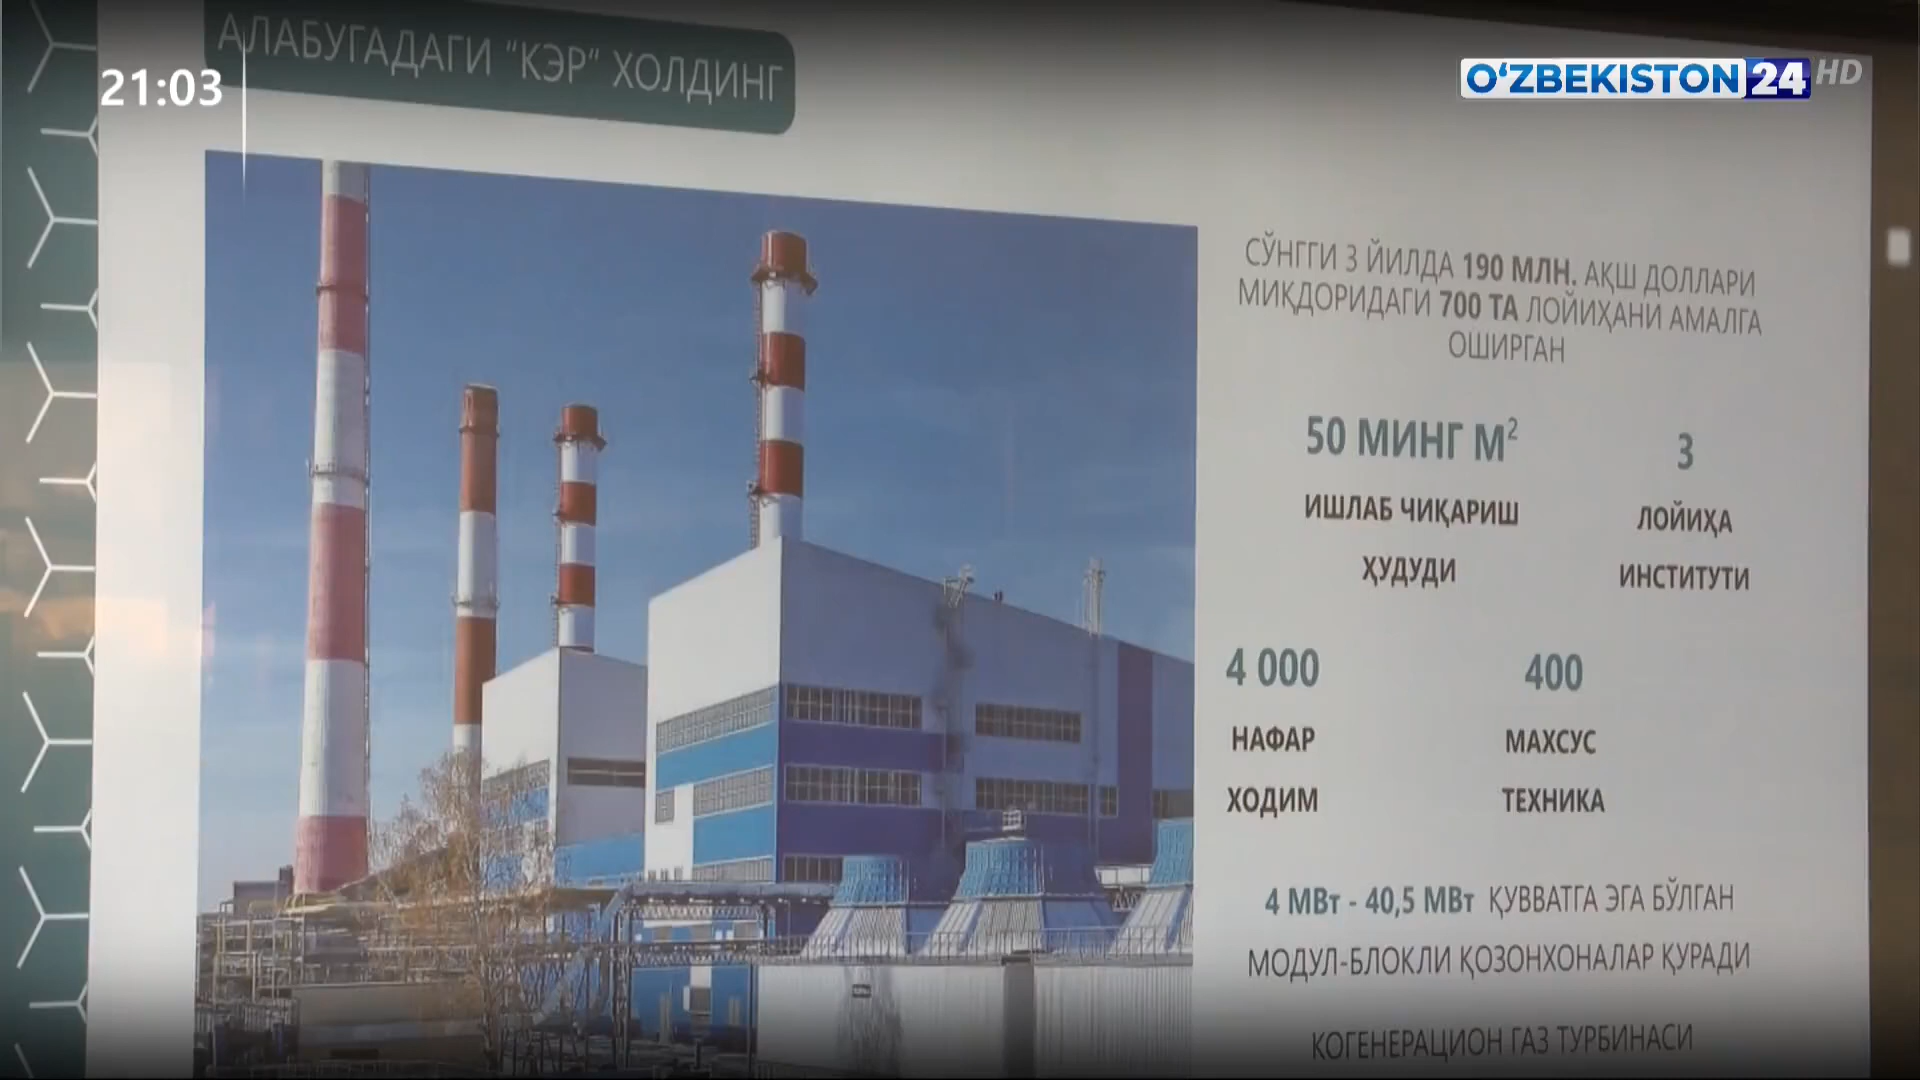 АЛАБУГАДАГИ “КЭР” ХОЛДИНГ
21:03
O‘ZBEKISTON 24 HD
СЎНГГИ 3 ЙИЛДА 190 МЛН. АҚШ ДОЛЛАРИ
МИҚДОРИДАГИ 700 ТА ЛОЙИҲАНИ АМАЛГА
ОШИРГАН
50 МИНГ М²
ИШЛАБ ЧИҚАРИШ
ҲУДУДИ
3
ЛОЙИҲА
ИНСТИТУТИ
4 000
НАФАР
ХОДИМ
400
МАХСУС
ТЕХНИКА
4 МВт - 40,5 МВт ҚУВВАТГА ЭГА БЎЛГАН
МОДУЛ-БЛОКЛИ ҚОЗОНХОНАЛАР ҚУРАДИ
КОГЕНЕРАЦИОН ГАЗ ТУРБИНАСИ